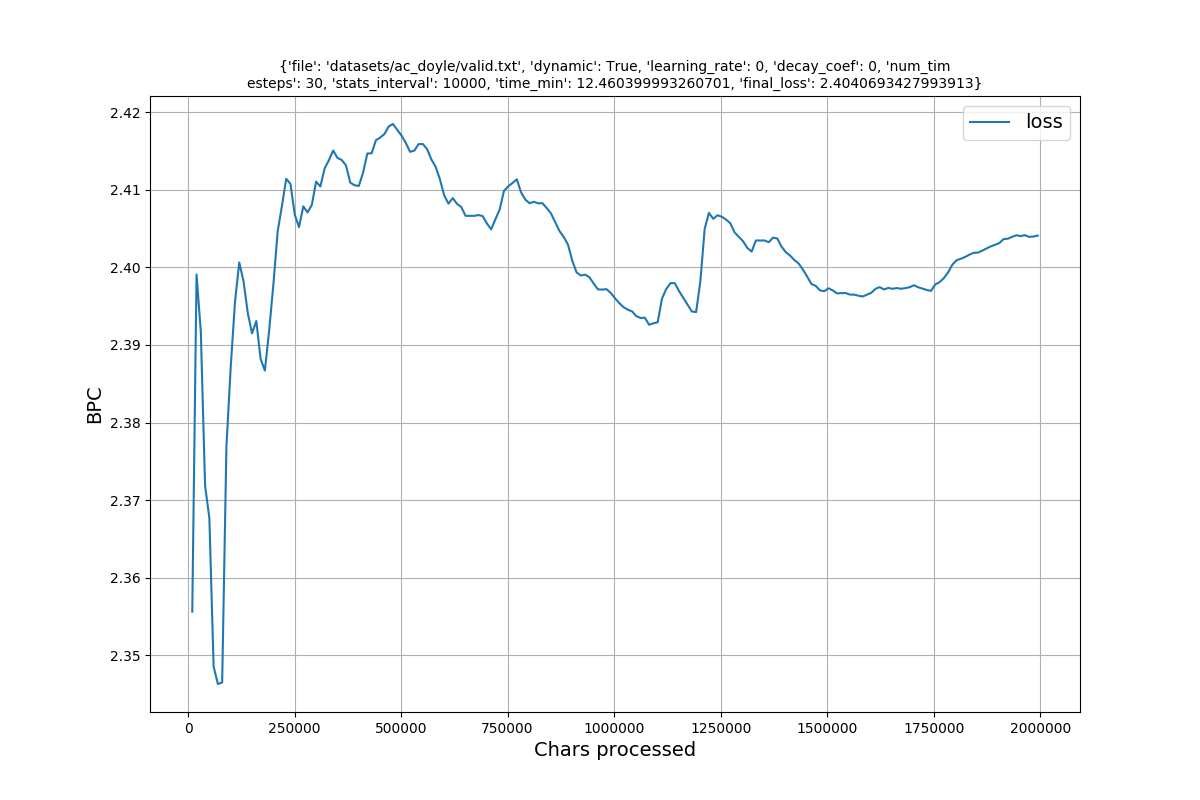 {'file': 'datasets/ac_doyle/valid.txt', 'dynamic': True, 'learning_rate': 0, 'decay_coef': 0, 'num_tim
esteps': 30, 'stats_interval': 10000, 'time_min': 12.460399993260701, 'final_loss': 2.4040693427993913}
loss
2.42
2.41
2.40
2.39
2.38
2.37
2.36
2.35
BPC
0 250000 500000 750000 1000000 1250000 1500000 1750000 2000000
Chars processed